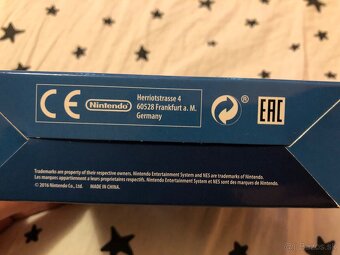 CE Nintendo
Herriotstrasse 4
60528 Frankfurt a. M.
Germany
®
EAC
Trademarks are property of their respective owners. Nintendo Entertainment System and NES are trademarks of Nintendo.
Les marques appartiennent à leurs propriétaires respectifs. Nintendo Entertainment System et NES sont des marques de Nintendo.
© 2016 Nintendo Co., Ltd. MADE IN CHINA.